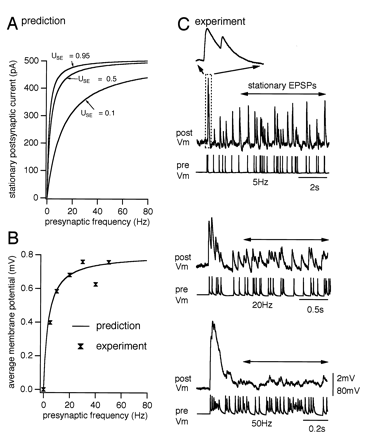 A prediction
stationary postsynaptic current (pA)
500
400
300
200
100
0
U_SE = 0.95
U_SE = 0.5
U_SE = 0.1
0 20 40 60 80
presynaptic frequency (Hz)
B
average membrane potential (mV)
0.8
0.6
0.4
0.2
0.0
prediction
experiment
0 20 40 60 80
presynaptic frequency (Hz)
C experiment
stationary EPSPs
post
Vm
pre
Vm
5Hz 2s
post
Vm
pre
Vm
20Hz 0.5s
post
Vm
2mV
80mV
pre
Vm
50Hz 0.2s